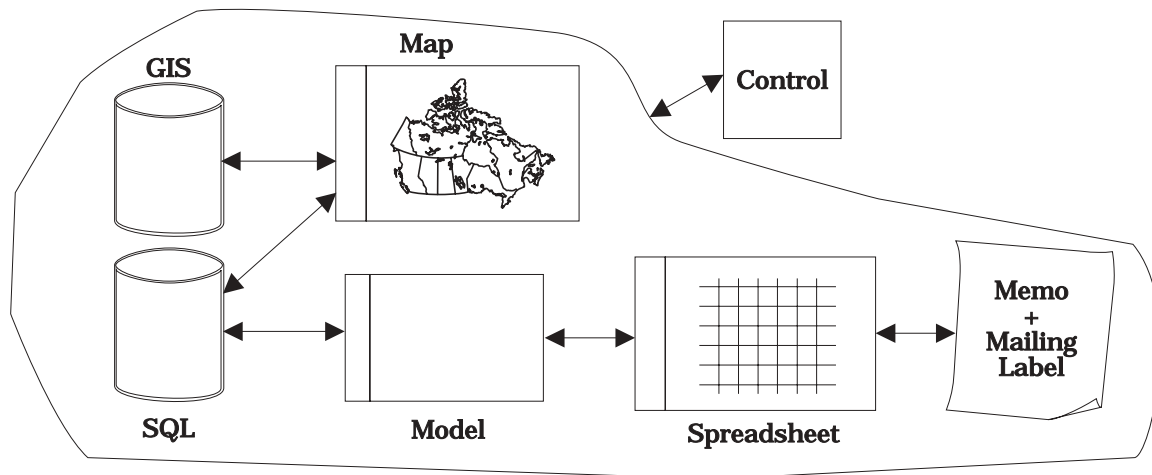 Map
GIS
Control
SQL
Model
Spreadsheet
Memo
+
Mailing
Label